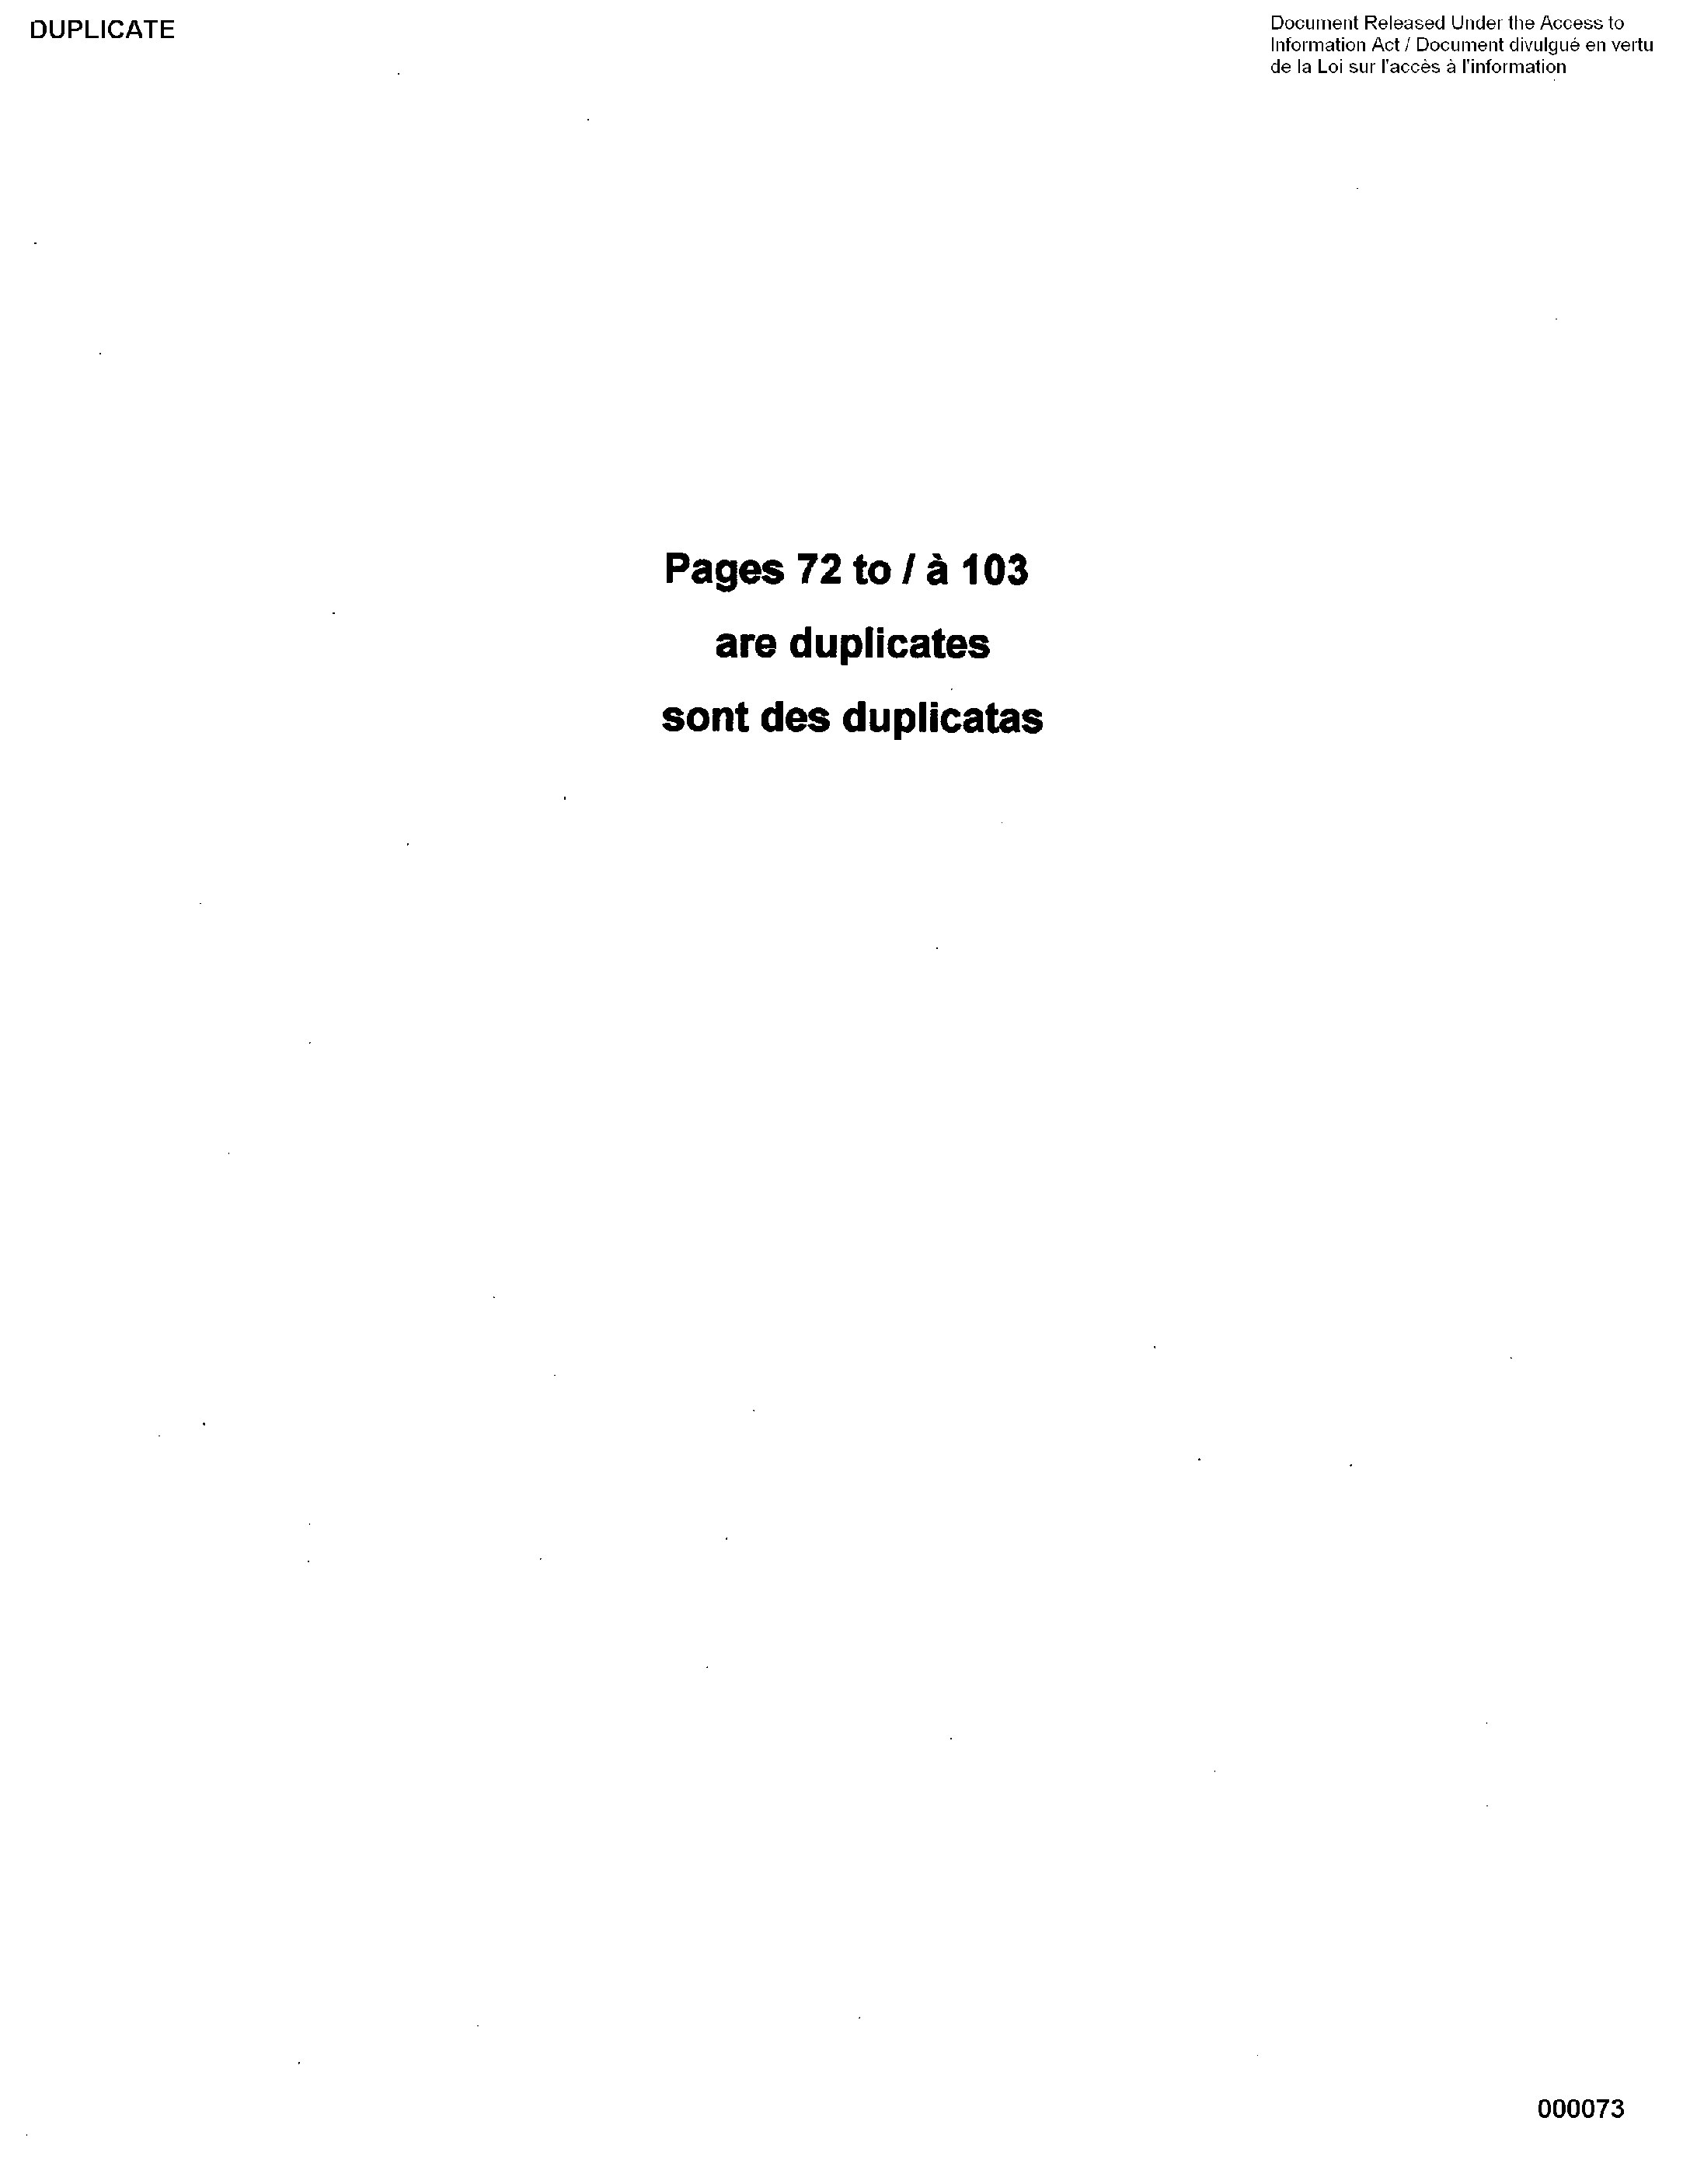 DUPLICATE
Document Released Under the Access to
Information Act / Document divulgué en vertu
de la Loi sur l'accès à l'information
Pages 72 to / à 103
are duplicates
sont des duplicatas
000073